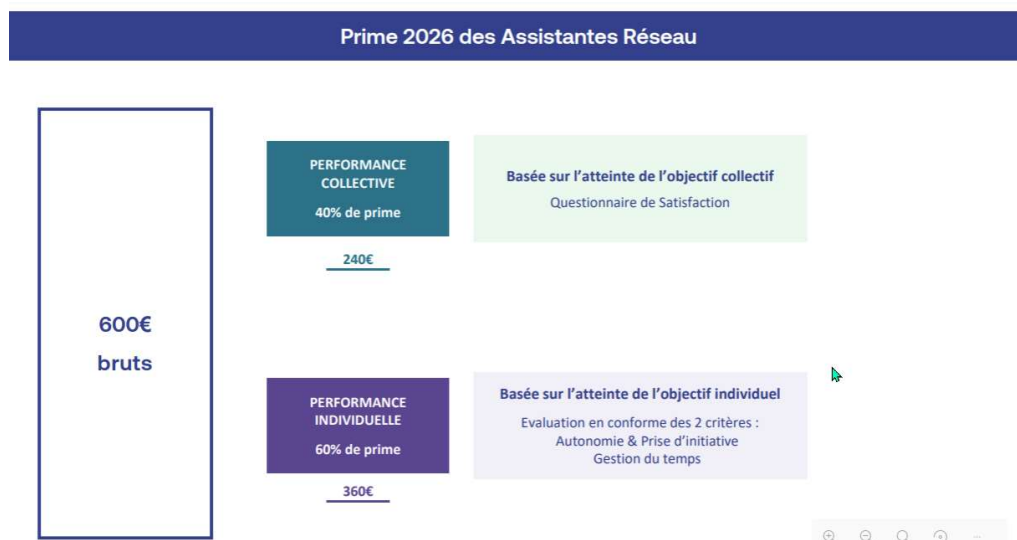 Prime 2026 des Assistantes Réseau
600€
bruts
PERFORMANCE
COLLECTIVE
40% de prime
240€
Basée sur l’atteinte de l’objectif collectif
Questionnaire de Satisfaction
PERFORMANCE
INDIVIDUELLE
60% de prime
360€
Basée sur l’atteinte de l’objectif individuel
Evaluation en conforme des 2 critères :
Autonomie & Prise d’initiative
Gestion du temps